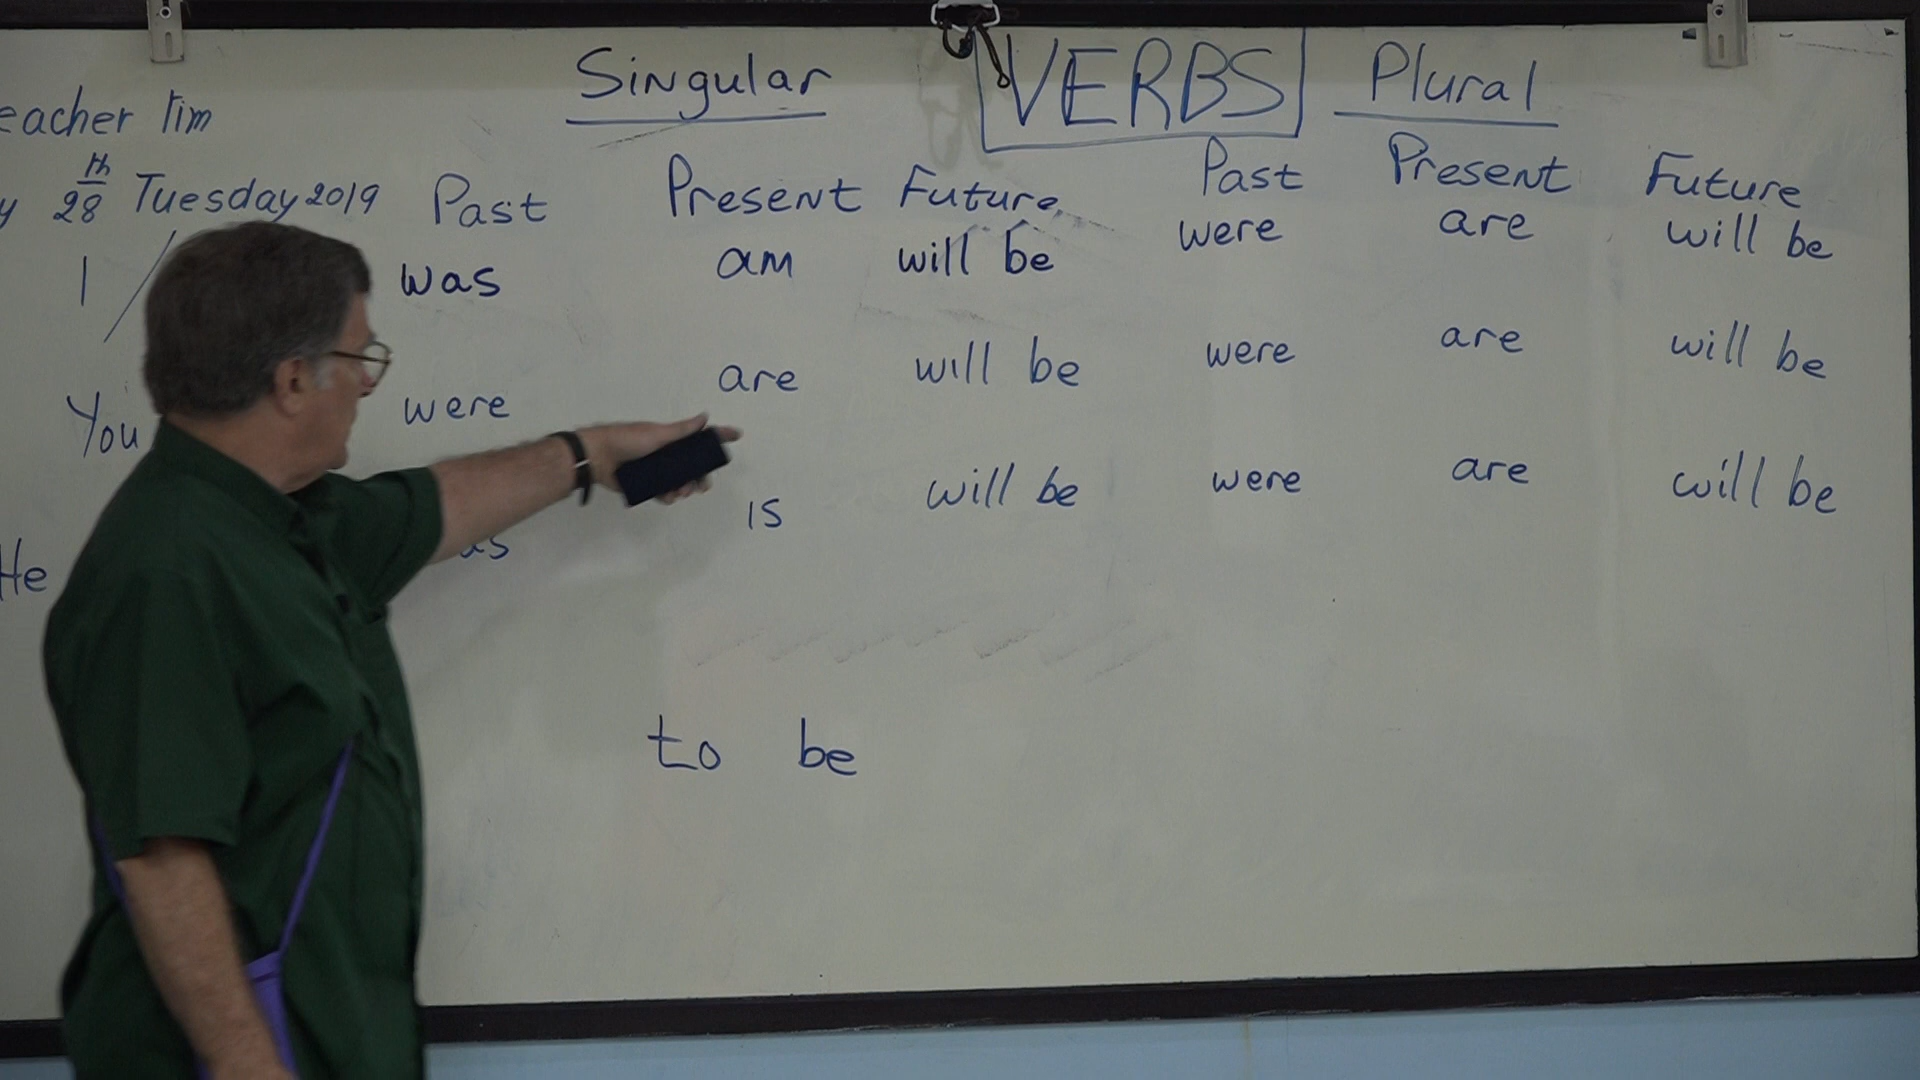 Singular VERBS Plural
eacher Tim
28th Tuesday 2019
Past Present Future Past Present Future
I / was am will be were are will be
You were are will be were are will be
He is will be were are will be
to be